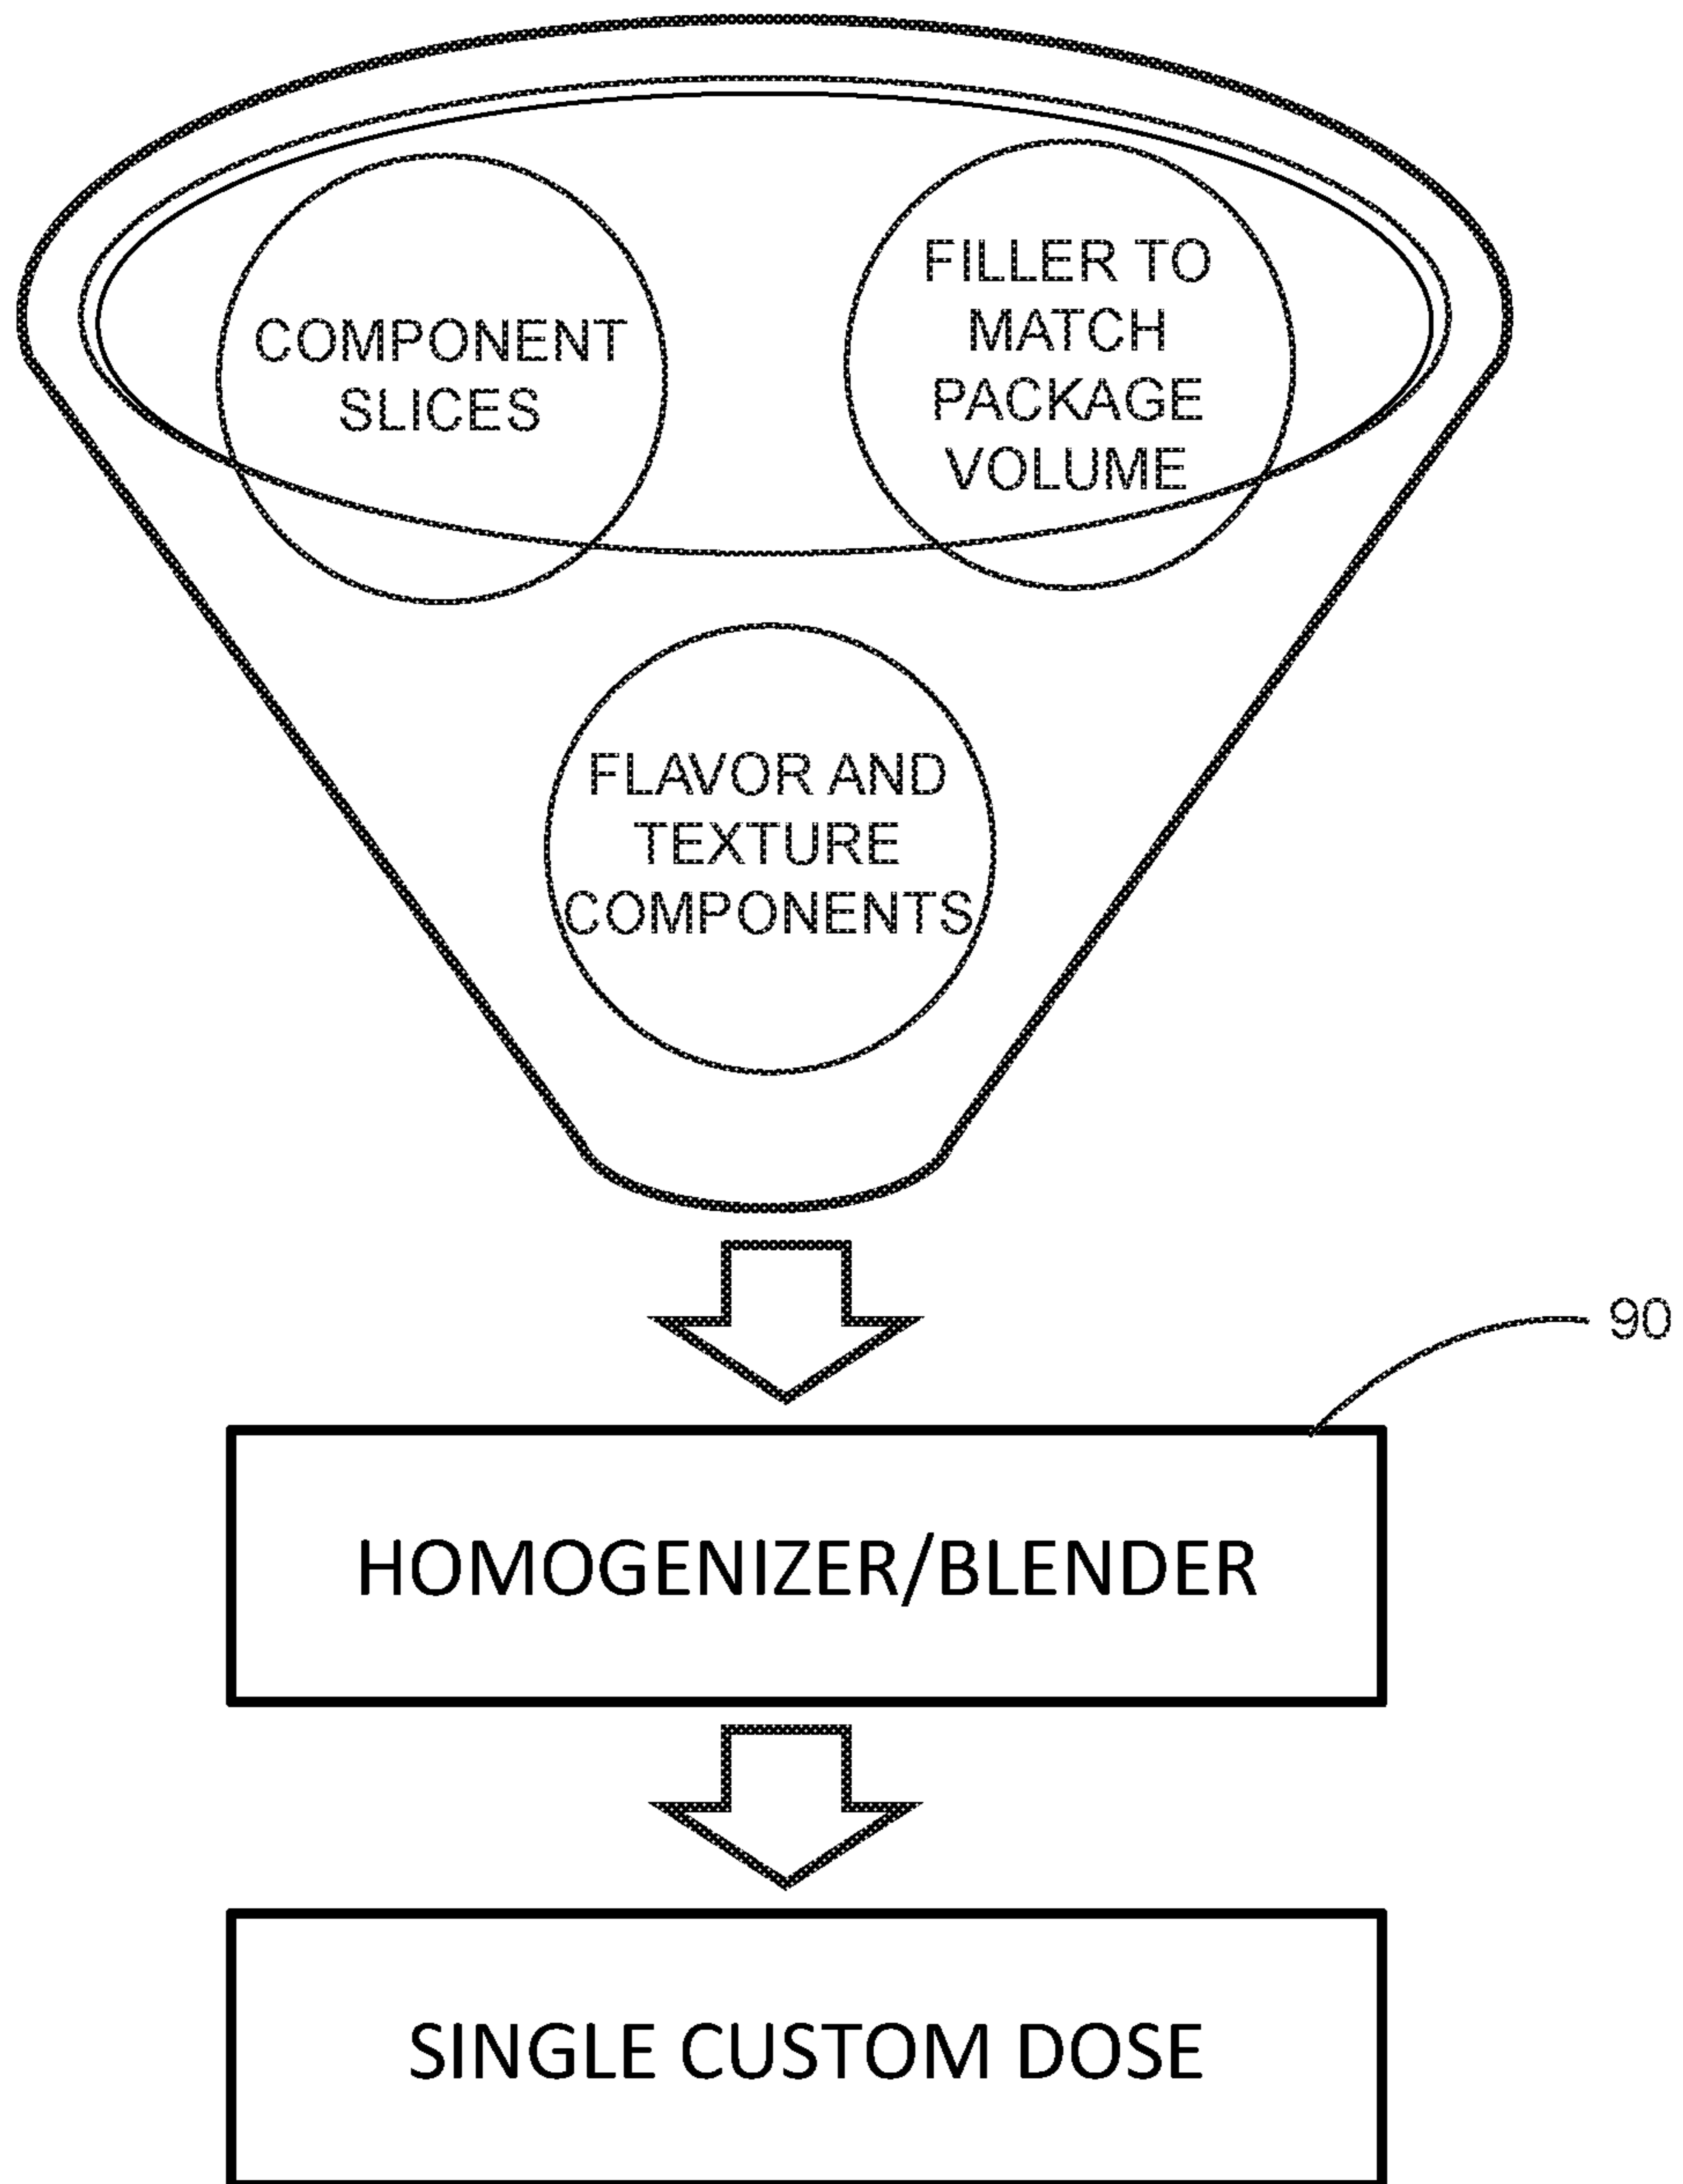 COMPONENT
SLICES
FILLER TO
MATCH
PACKAGE
VOLUME
FLAVOR AND
TEXTURE
COMPONENTS
90
HOMOGENIZER/BLENDER
SINGLE CUSTOM DOSE